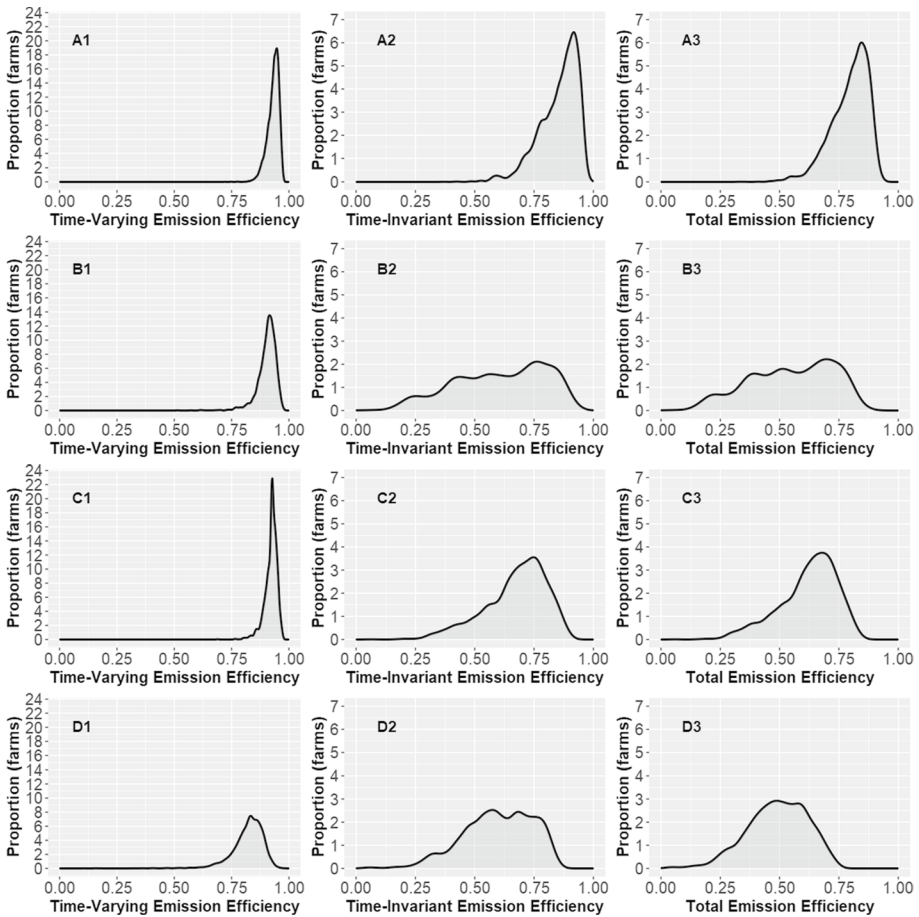 Proportion (farms)
24
22
20
18
16
14
12
10
8
6
4
2
0
A1
0.00 0.25 0.50 0.75 1.00
Time-Varying Emission Efficiency
Proportion (farms)
7
6
5
4
3
2
1
0
A2
0.00 0.25 0.50 0.75 1.00
Time-Invariant Emission Efficiency
Proportion (farms)
7
6
5
4
3
2
1
0
A3
0.00 0.25 0.50 0.75 1.00
Total Emission Efficiency
Proportion (farms)
24
22
20
18
16
14
12
10
8
6
4
2
0
B1
0.00 0.25 0.50 0.75 1.00
Time-Varying Emission Efficiency
Proportion (farms)
7
6
5
4
3
2
1
0
B2
0.00 0.25 0.50 0.75 1.00
Time-Invariant Emission Efficiency
Proportion (farms)
7
6
5
4
3
2
1
0
B3
0.00 0.25 0.50 0.75 1.00
Total Emission Efficiency
Proportion (farms)
24
22
20
18
16
14
12
10
8
6
4
2
0
C1
0.00 0.25 0.50 0.75 1.00
Time-Varying Emission Efficiency
Proportion (farms)
7
6
5
4
3
2
1
0
C2
0.00 0.25 0.50 0.75 1.00
Time-Invariant Emission Efficiency
Proportion (farms)
7
6
5
4
3
2
1
0
C3
0.00 0.25 0.50 0.75 1.00
Total Emission Efficiency
Proportion (farms)
24
22
20
18
16
14
12
10
8
6
4
2
0
D1
0.00 0.25 0.50 0.75 1.00
Time-Varying Emission Efficiency
Proportion (farms)
7
6
5
4
3
2
1
0
D2
0.00 0.25 0.50 0.75 1.00
Time-Invariant Emission Efficiency
Proportion (farms)
7
6
5
4
3
2
1
0
D3
0.00 0.25 0.50 0.75 1.00
Total Emission Efficiency